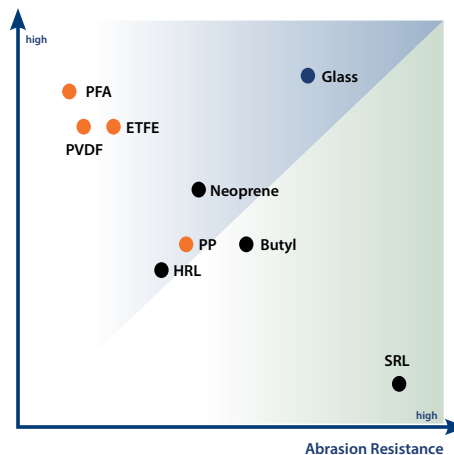 high
Glass
PFA
ETFE
PVDF
Neoprene
PP
Butyl
HRL
SRL
high
Abrasion Resistance